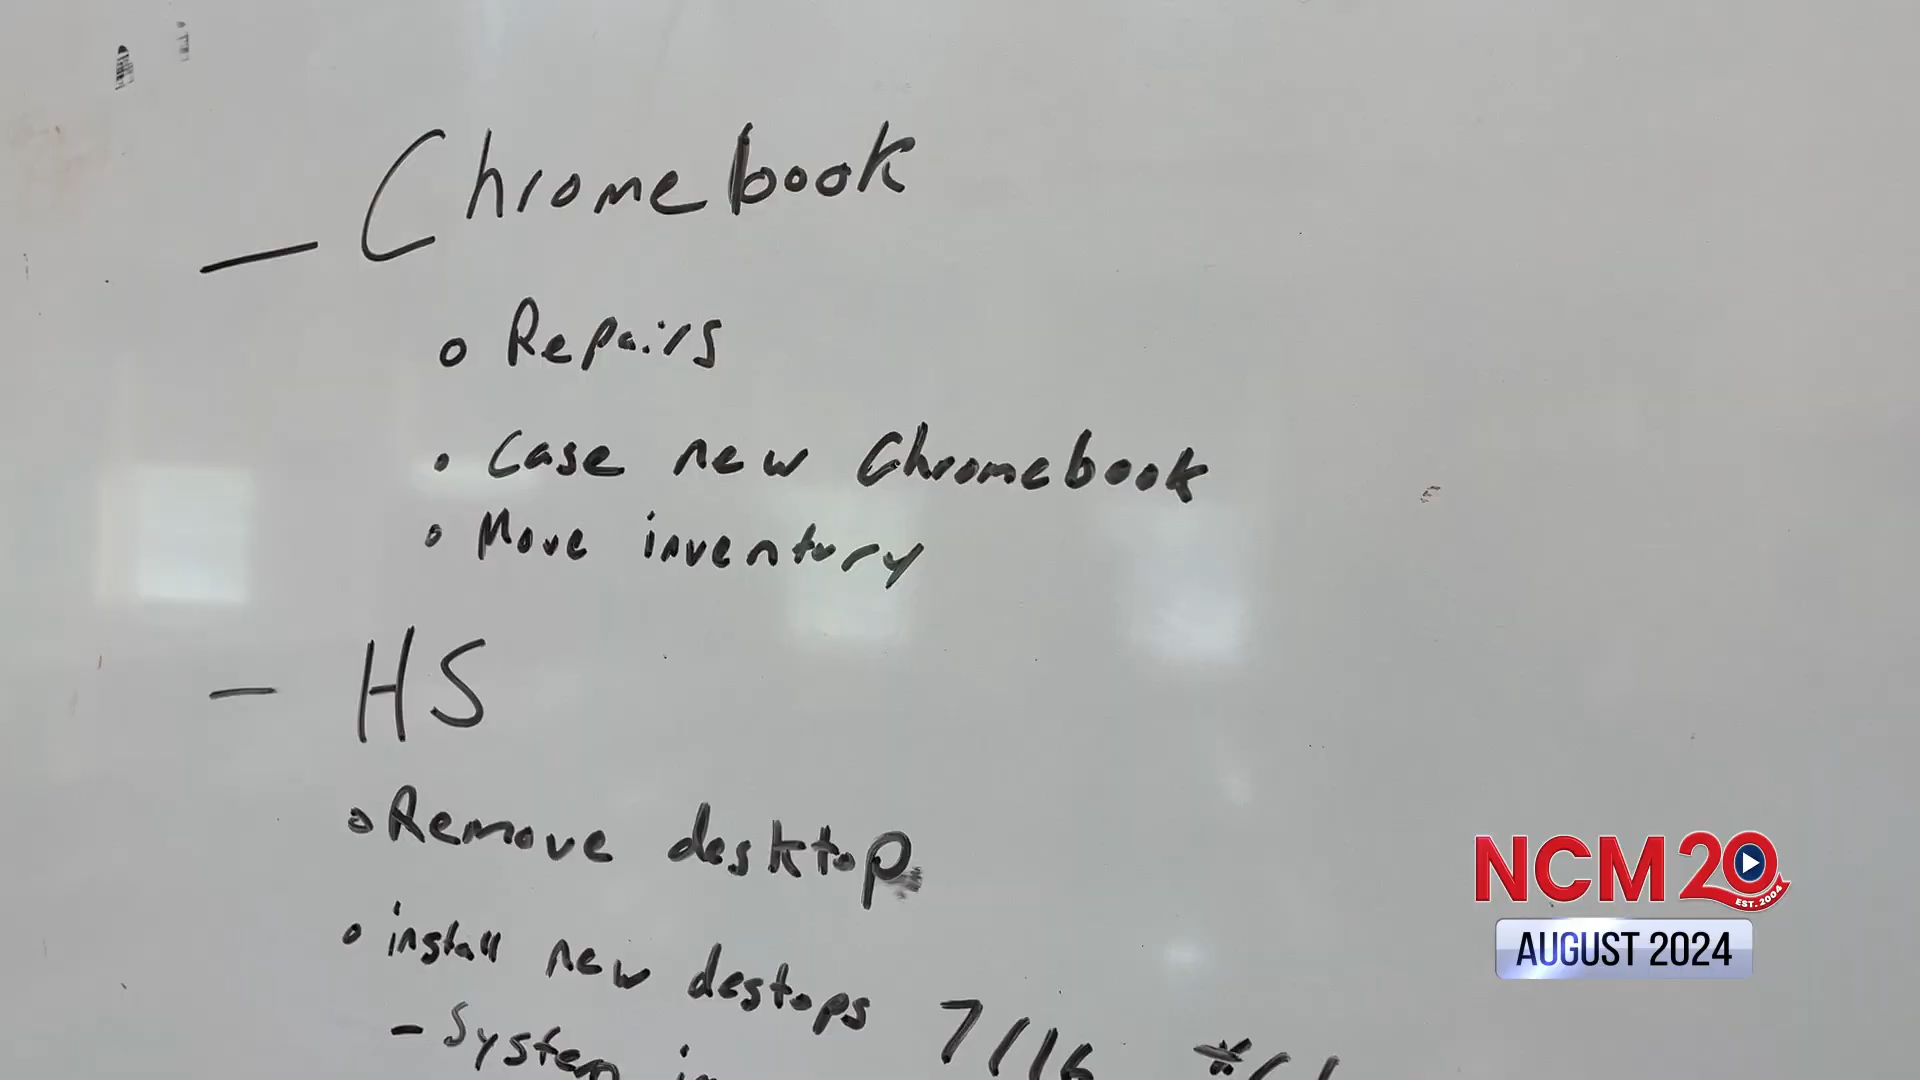 — Chromebook
o Repairs
• Case new Chromebook
• Move inventory
— HS
• Remove desktop
• install new destops 7/16
- System
NCM 20
EST. 2004
AUGUST 2024